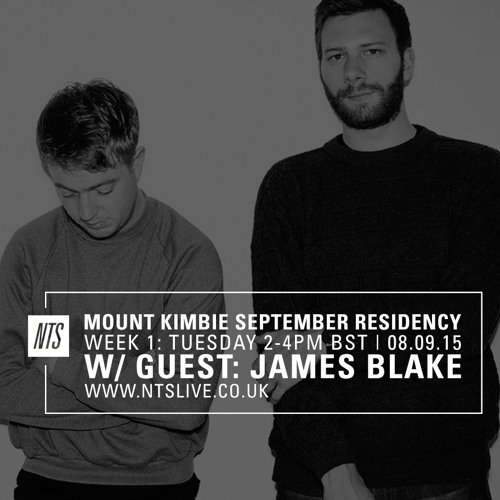 NTS
MOUNT KIMBIE SEPTEMBER RESIDENCY
WEEK 1: TUESDAY 2-4PM BST | 08.09.15
W/ GUEST: JAMES BLAKE
WWW.NTSLIVE.CO.UK